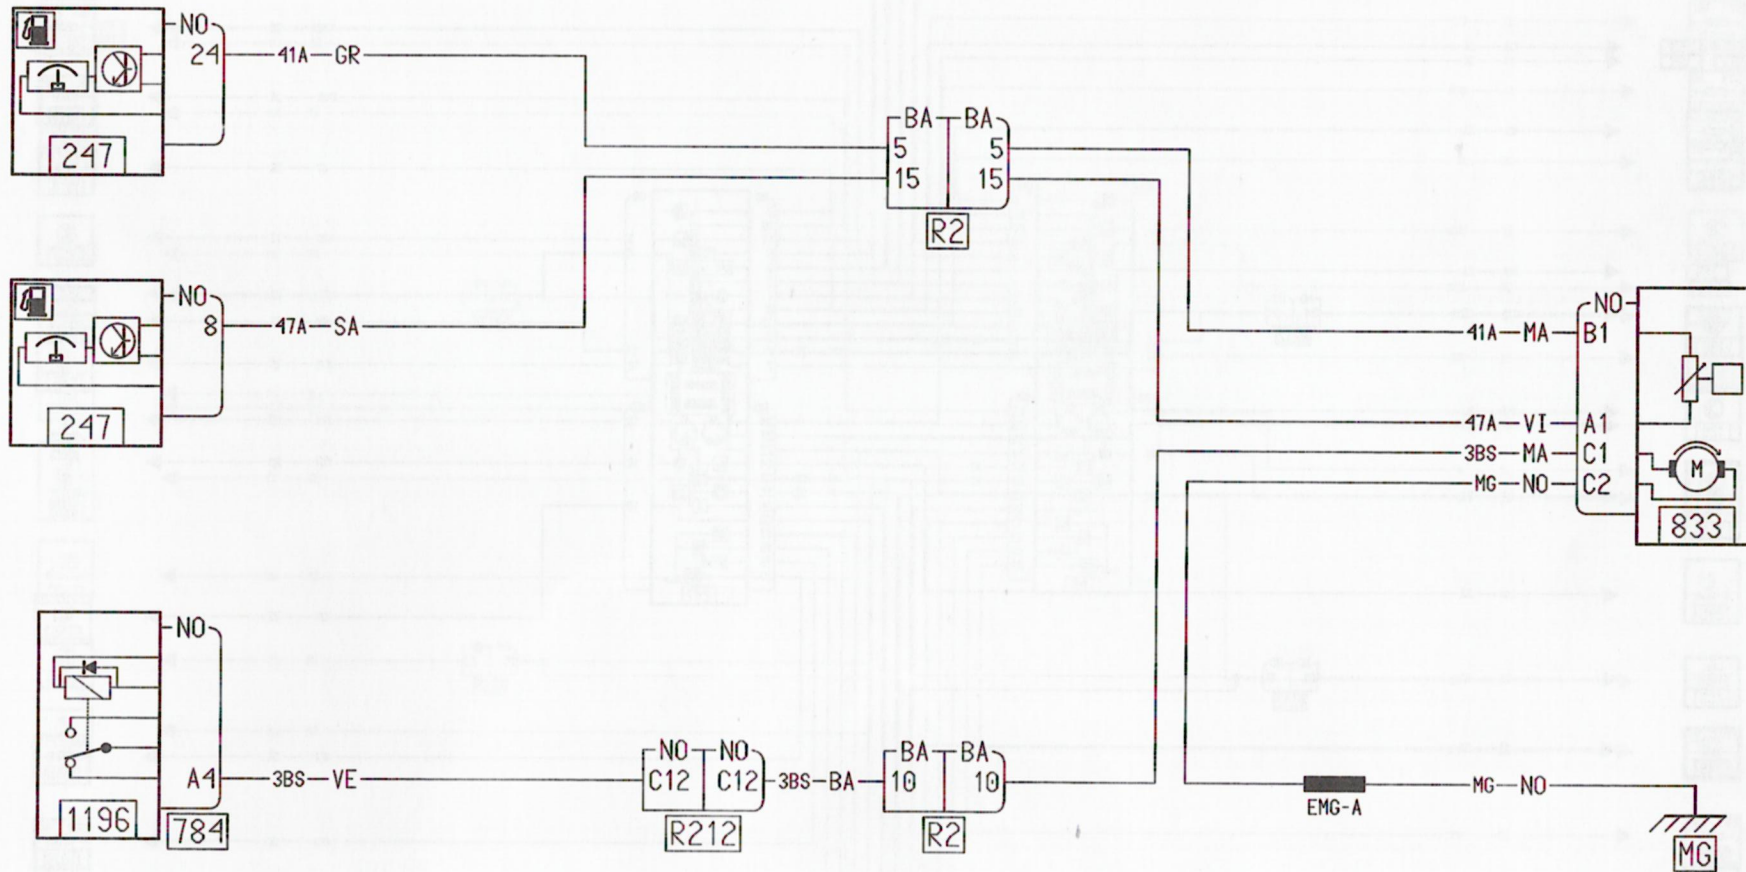 NO
24 41A GR
247
BA BA
5 5
15 15
R2
NO
8 47A SA
247
NO
41A MA B1
47A VI A1
3BS MA C1
MG NO C2
M
833
NO
A4 3BS VE
1196
784
NO NO
C12 C12
R212
3BS BA
BA BA
10 10
R2
EMG-A
MG NO
MG